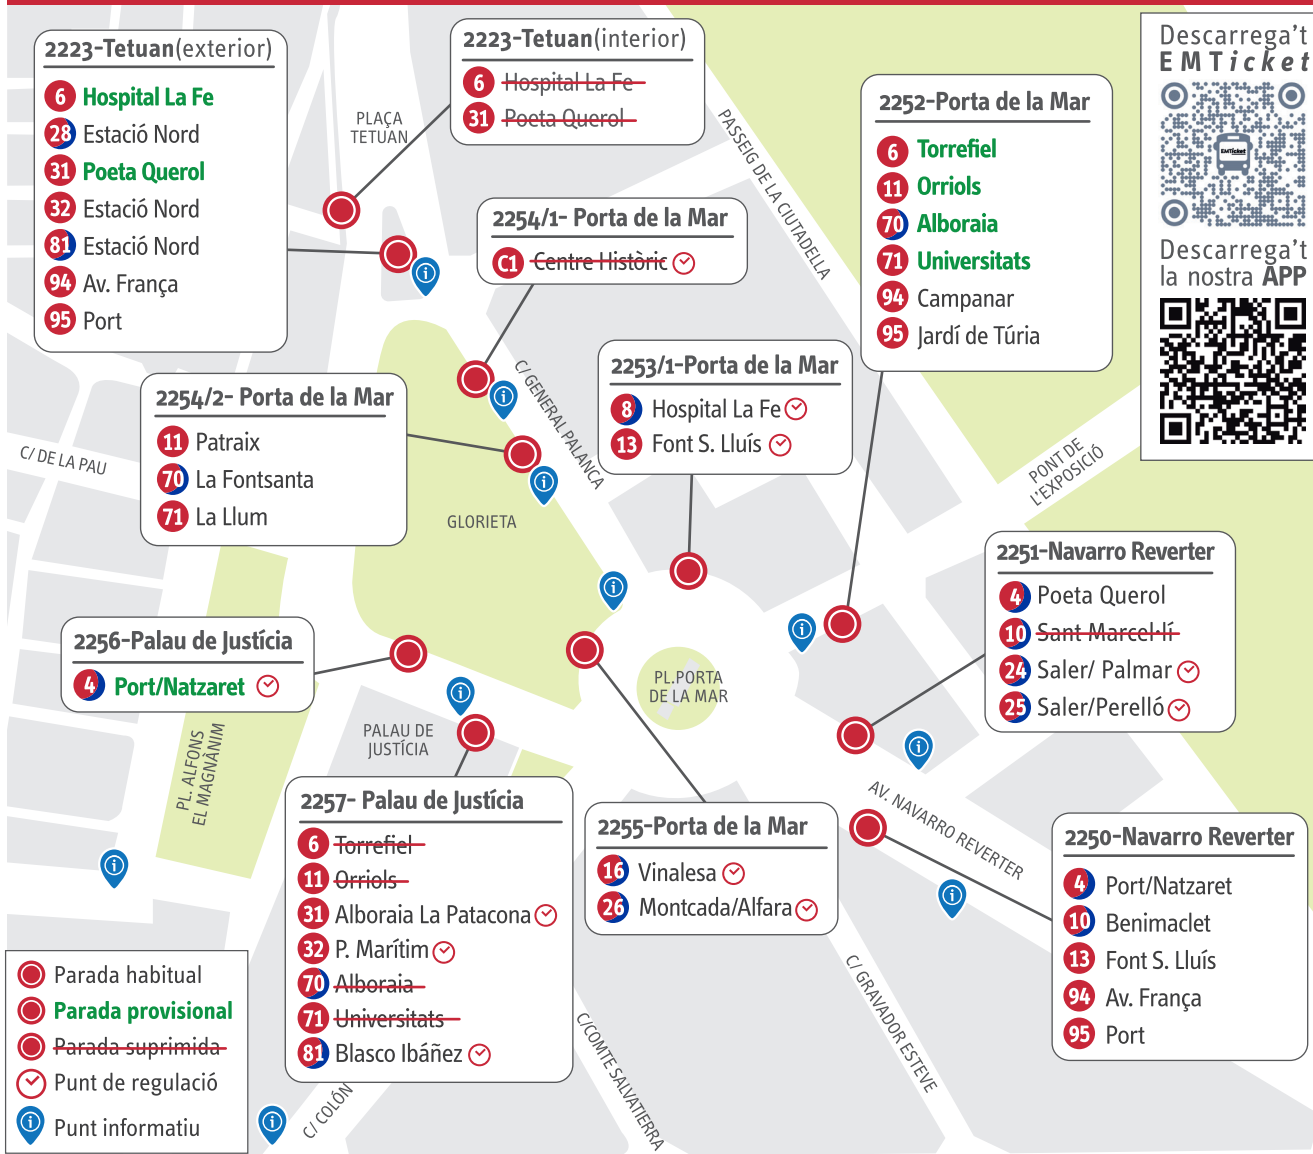 2223-Tetuan(exterior)
6 Hospital La Fe
28 Estació Nord
31 Poeta Querol
32 Estació Nord
81 Estació Nord
94 Av. França
95 Port
2223-Tetuan(interior)
6 Hospital La Fe
31 Poeta Querol
PLAÇA
TETUAN
PASSEIG DE LA CIUTADELLA
2252-Porta de la Mar
6 Torrefiel
11 Orriols
70 Alboraia
71 Universitats
94 Campanar
95 Jardí de Túria
Descarrega't
EMTicket
EMTicket
Descarrega't
la nostra APP
2254/1- Porta de la Mar
C1 Centre Històric
C/ GENERAL PALANCA
2254/2- Porta de la Mar
11 Patraix
70 La Fontsanta
71 La Llum
2253/1-Porta de la Mar
8 Hospital La Fe
13 Font S. Lluís
C/ DE LA PAU
GLORIETA
PONT DE
L'EXPOSICIÓ
2251-Navarro Reverter
4 Poeta Querol
10 Sant Marcel·lí
24 Saler/ Palmar
25 Saler/Perelló
2256-Palau de Justícia
4 Port/Natzaret
PL.PORTA
DE LA MAR
PALAU DE
JUSTÍCIA
PL. ALFONS
EL MAGNÀNIM
2257- Palau de Justícia
6 Torrefiel
11 Orriols
31 Alboraia La Patacona
32 P. Marítim
70 Alboraia
71 Universitats
81 Blasco Ibáñez
2255-Porta de la Mar
16 Vinalesa
26 Montcada/Alfara
AV. NAVARRO REVERTER
2250-Navarro Reverter
4 Port/Natzaret
10 Benimaclet
13 Font S. Lluís
94 Av. França
95 Port
C/ GRAVADOR ESTEVE
C/COMTE SALVATIERRA
C/ COLÓN
Parada habitual
Parada provisional
Parada suprimida
Punt de regulació
Punt informatiu